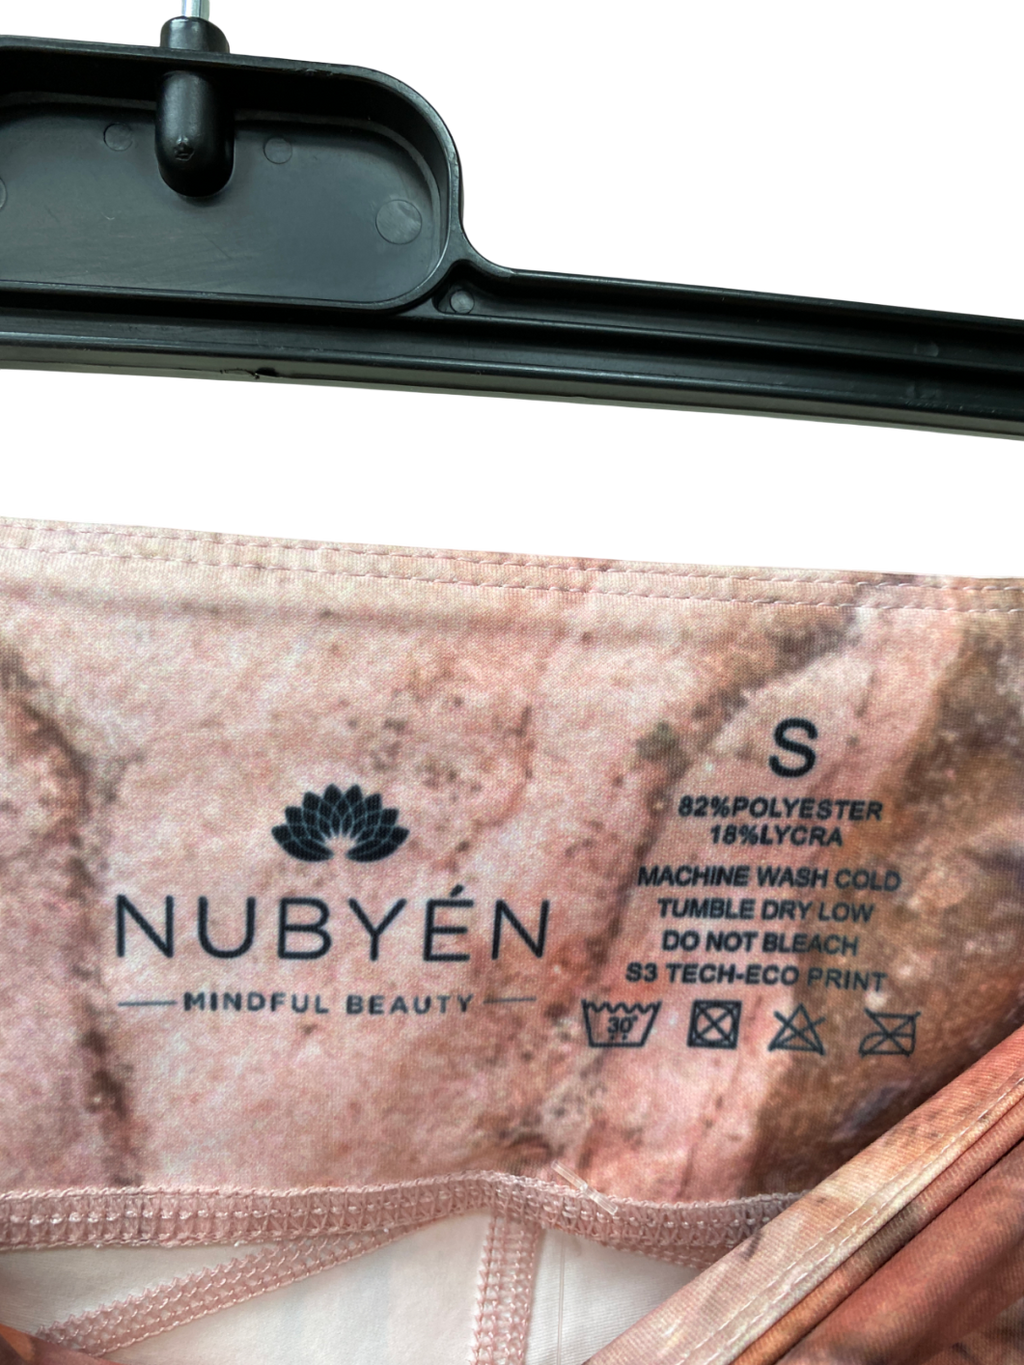 NUBYÉN
MINDFUL BEAUTY
S
82%POLYESTER
18%LYCRA
MACHINE WASH COLD
TUMBLE DRY LOW
DO NOT BLEACH
S3 TECH-ECO PRINT
30°